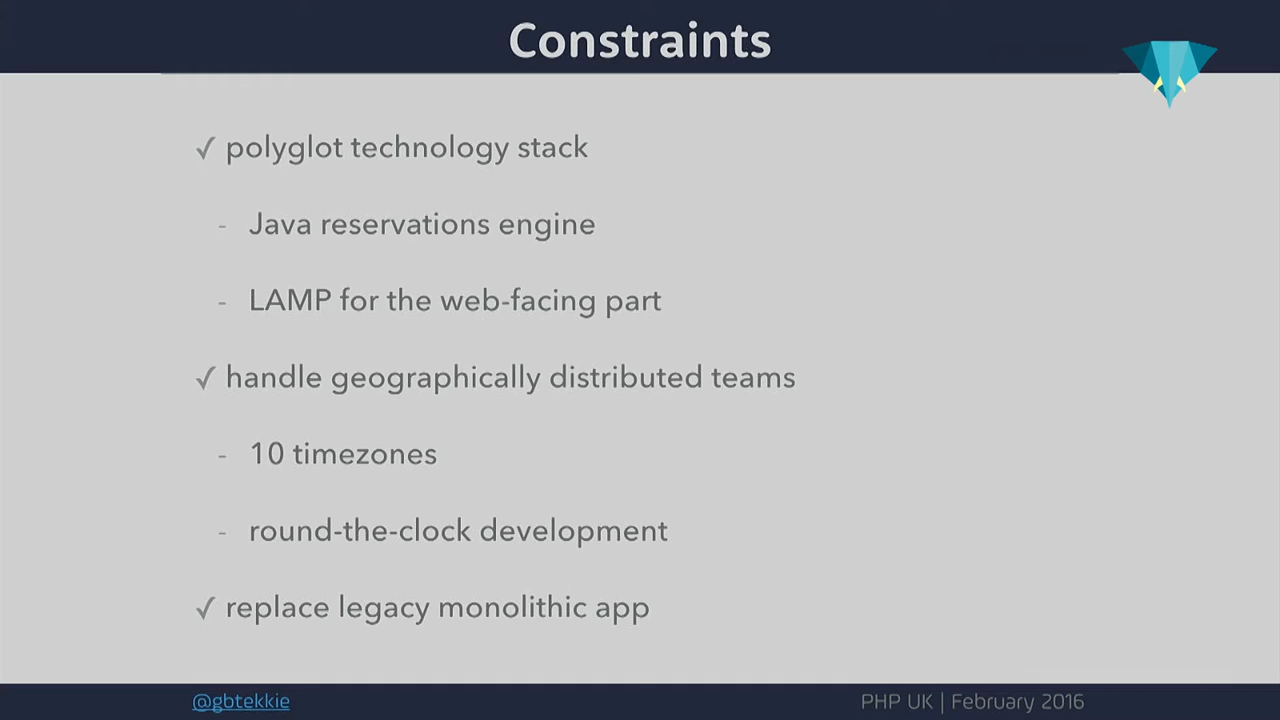 Constraints
✓ polyglot technology stack
- Java reservations engine
- LAMP for the web-facing part
✓ handle geographically distributed teams
- 10 timezones
- round-the-clock development
✓ replace legacy monolithic app
@gbtekkie
PHP UK | February 2016